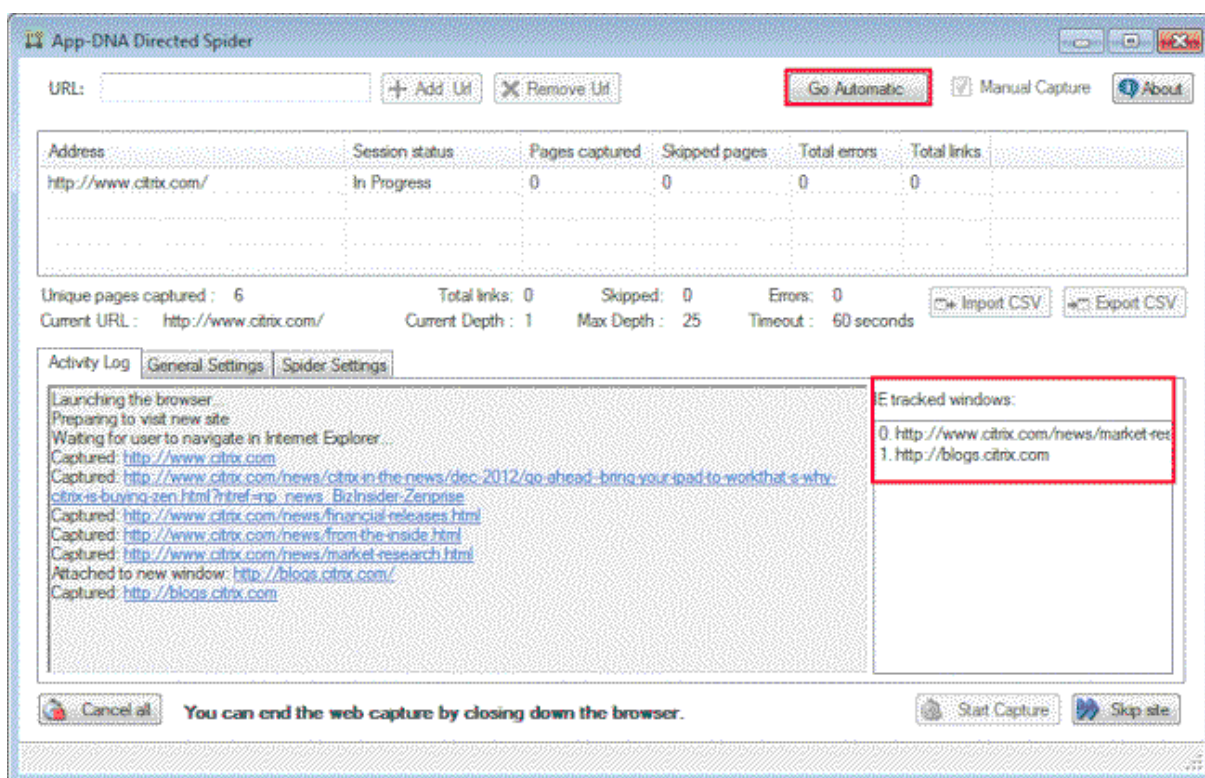 App-DNA Directed Spider
URL: Add Url Remove Url Go Automatic Manual Capture About
Address Session status Pages captured Skipped pages Total errors Total links
http://www.citrix.com/ In Progress 0 0 0 0
Unique pages captured : 6 Total links: 0 Skipped: 0 Errors: 0 Import CSV Export CSV
Current URL : http://www.citrix.com/ Current Depth : 1 Max Depth : 25 Timeout : 60 seconds
Activity Log General Settings Spider Settings
Launching the browser...
Preparing to visit new site
Waiting for user to navigate in Internet Explorer...
Captured: http://www.citrix.com
Captured: http://www.citrix.com/news/citrix-in-the-news/dec-2012/go-ahead--bring-your-ipad-to-workthat-s-why-
citrix-is-buying-zen.html?ntref=np_news_BizInsider-Zenprise
Captured: http://www.citrix.com/news/financial-releases.html
Captured: http://www.citrix.com/news/from-the-inside.html
Captured: http://www.citrix.com/news/market-research.html
Attached to new window: http://blogs.citrix.com/
Captured: http://blogs.citrix.com
IE tracked windows:
0. http://www.citrix.com/news/market-res
1. http://blogs.citrix.com
Cancel all You can end the web capture by closing down the browser. Start Capture Skip site